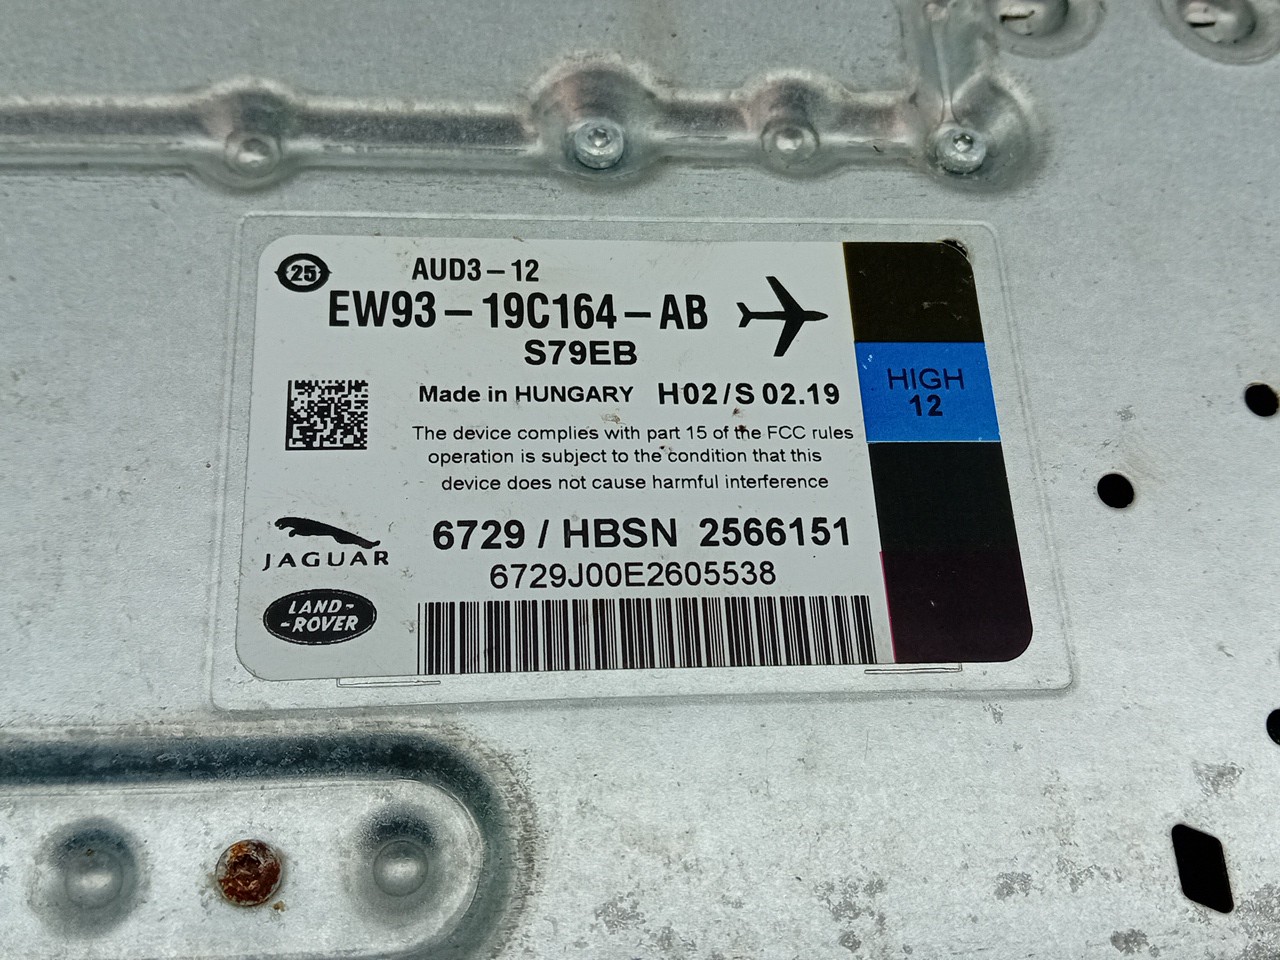 25
AUD3-12
EW93-19C164-AB
S79EB
Made in HUNGARY H02/S 02.19
The device complies with part 15 of the FCC rules
operation is subject to the condition that this
device does not cause harmful interference
HIGH
12
6729 / HBSN 2566151
6729J00E2605538
JAGUAR
LAND-
-ROVER